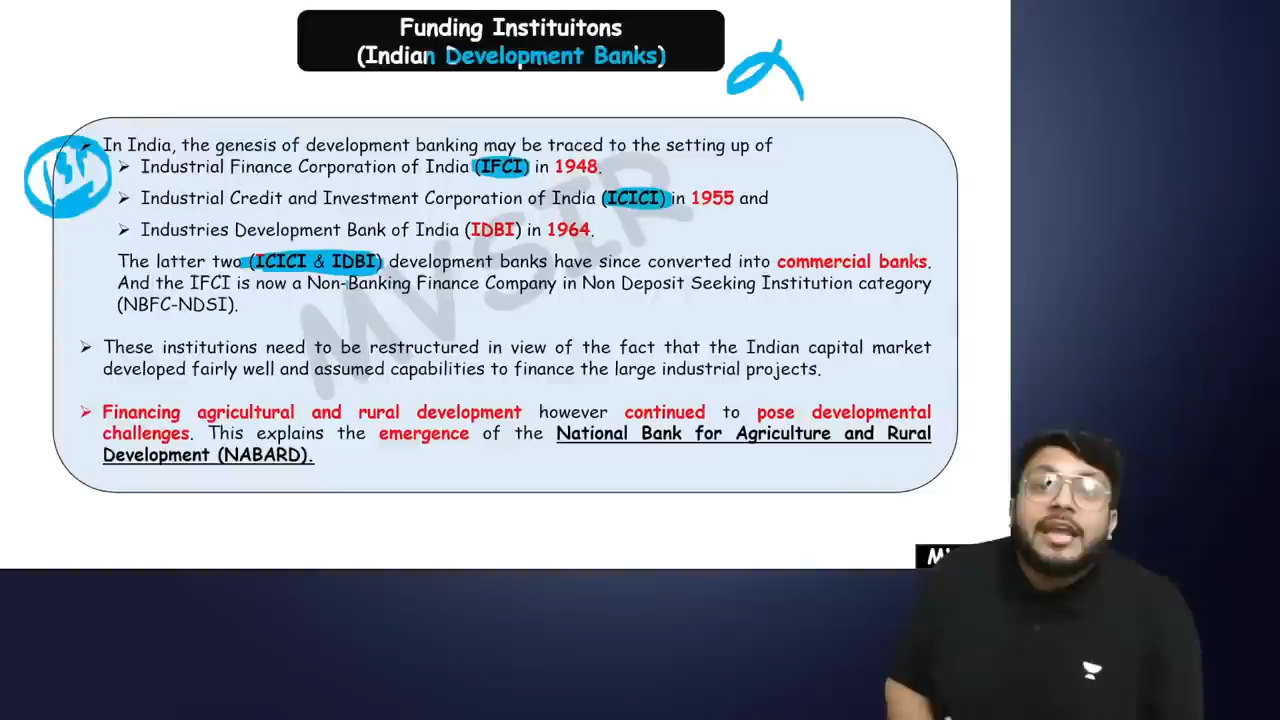 Funding Instituitons
(Indian Development Banks)
➢ In India, the genesis of development banking may be traced to the setting up of
➢ Industrial Finance Corporation of India (IFCI) in 1948.
➢ Industrial Credit and Investment Corporation of India (ICICI) in 1955 and
➢ Industries Development Bank of India (IDBI) in 1964.
The latter two (ICICI & IDBI) development banks have since converted into commercial banks.
And the IFCI is now a Non-Banking Finance Company in Non Deposit Seeking Institution category
(NBFC-NDSI).
➢ These institutions need to be restructured in view of the fact that the Indian capital market
developed fairly well and assumed capabilities to finance the large industrial projects.
➢ Financing agricultural and rural development however continued to pose developmental
challenges. This explains the emergence of the National Bank for Agriculture and Rural
Development (NABARD).
MVSIR